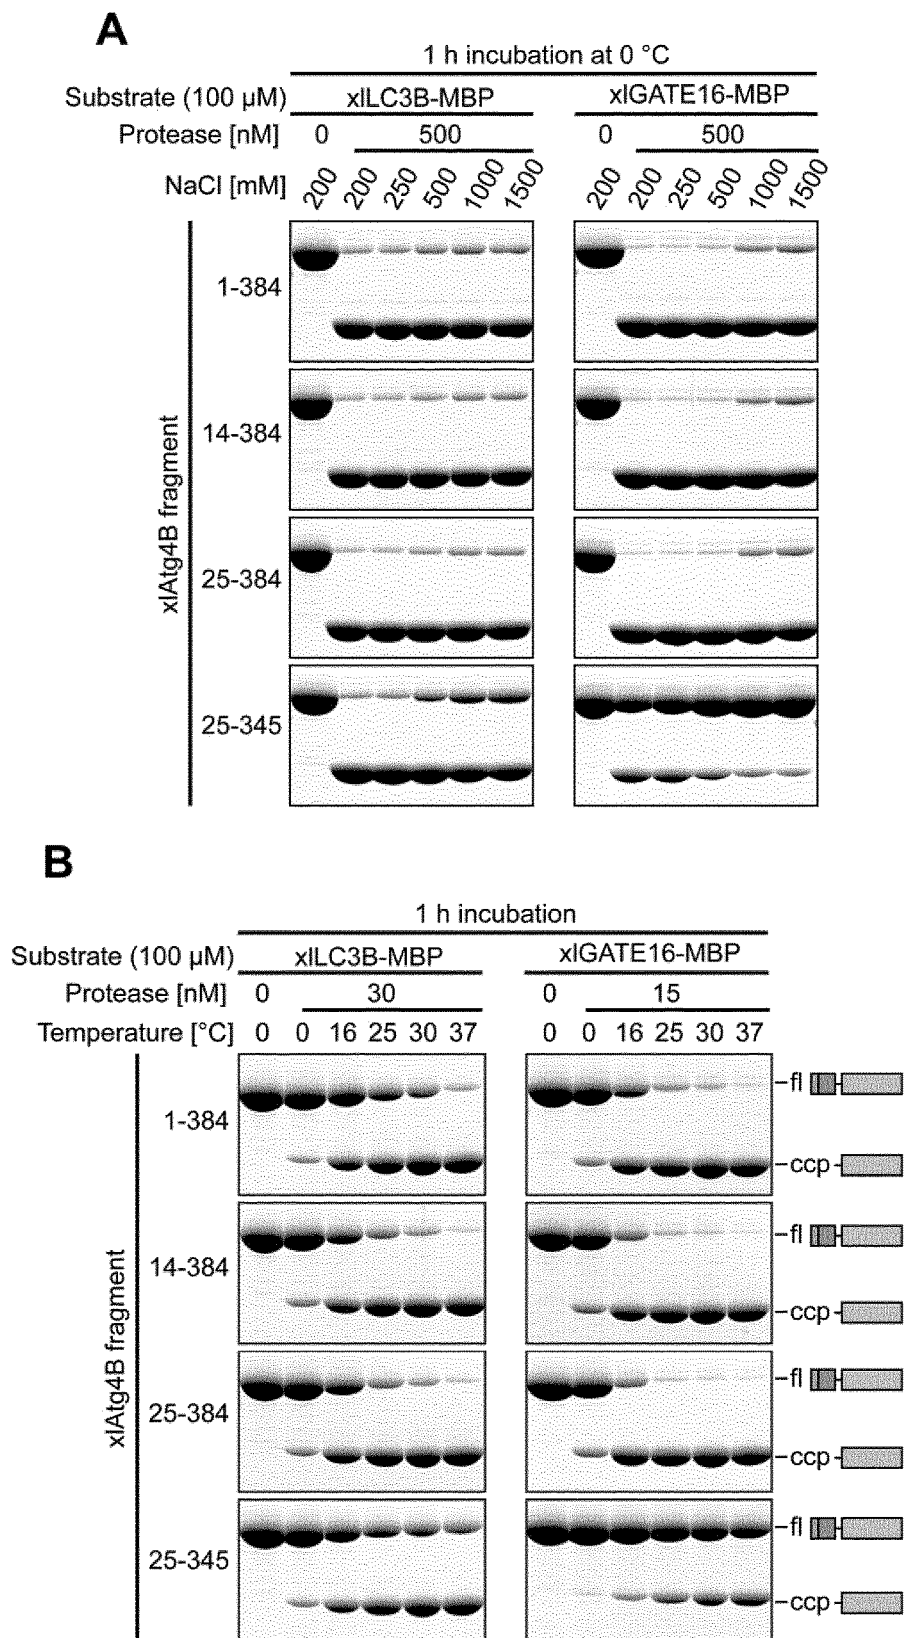 A
1 h incubation at 0 °C
Substrate (100 µM) xlLC3B-MBP xlGATE16-MBP
Protease [nM] 0 500 0 500
NaCl [mM] 200 200 250 500 1000 1500 200 200 250 500 1000 1500
xlAtg4B fragment
1-384
14-384
25-384
25-345
B
1 h incubation
Substrate (100 µM) xlLC3B-MBP xlGATE16-MBP
Protease [nM] 0 30 0 15
Temperature [°C] 0 0 16 25 30 37 0 0 16 25 30 37
xlAtg4B fragment
fl
1-384
ccp
fl
14-384
ccp
fl
25-384
ccp
fl
25-345
ccp